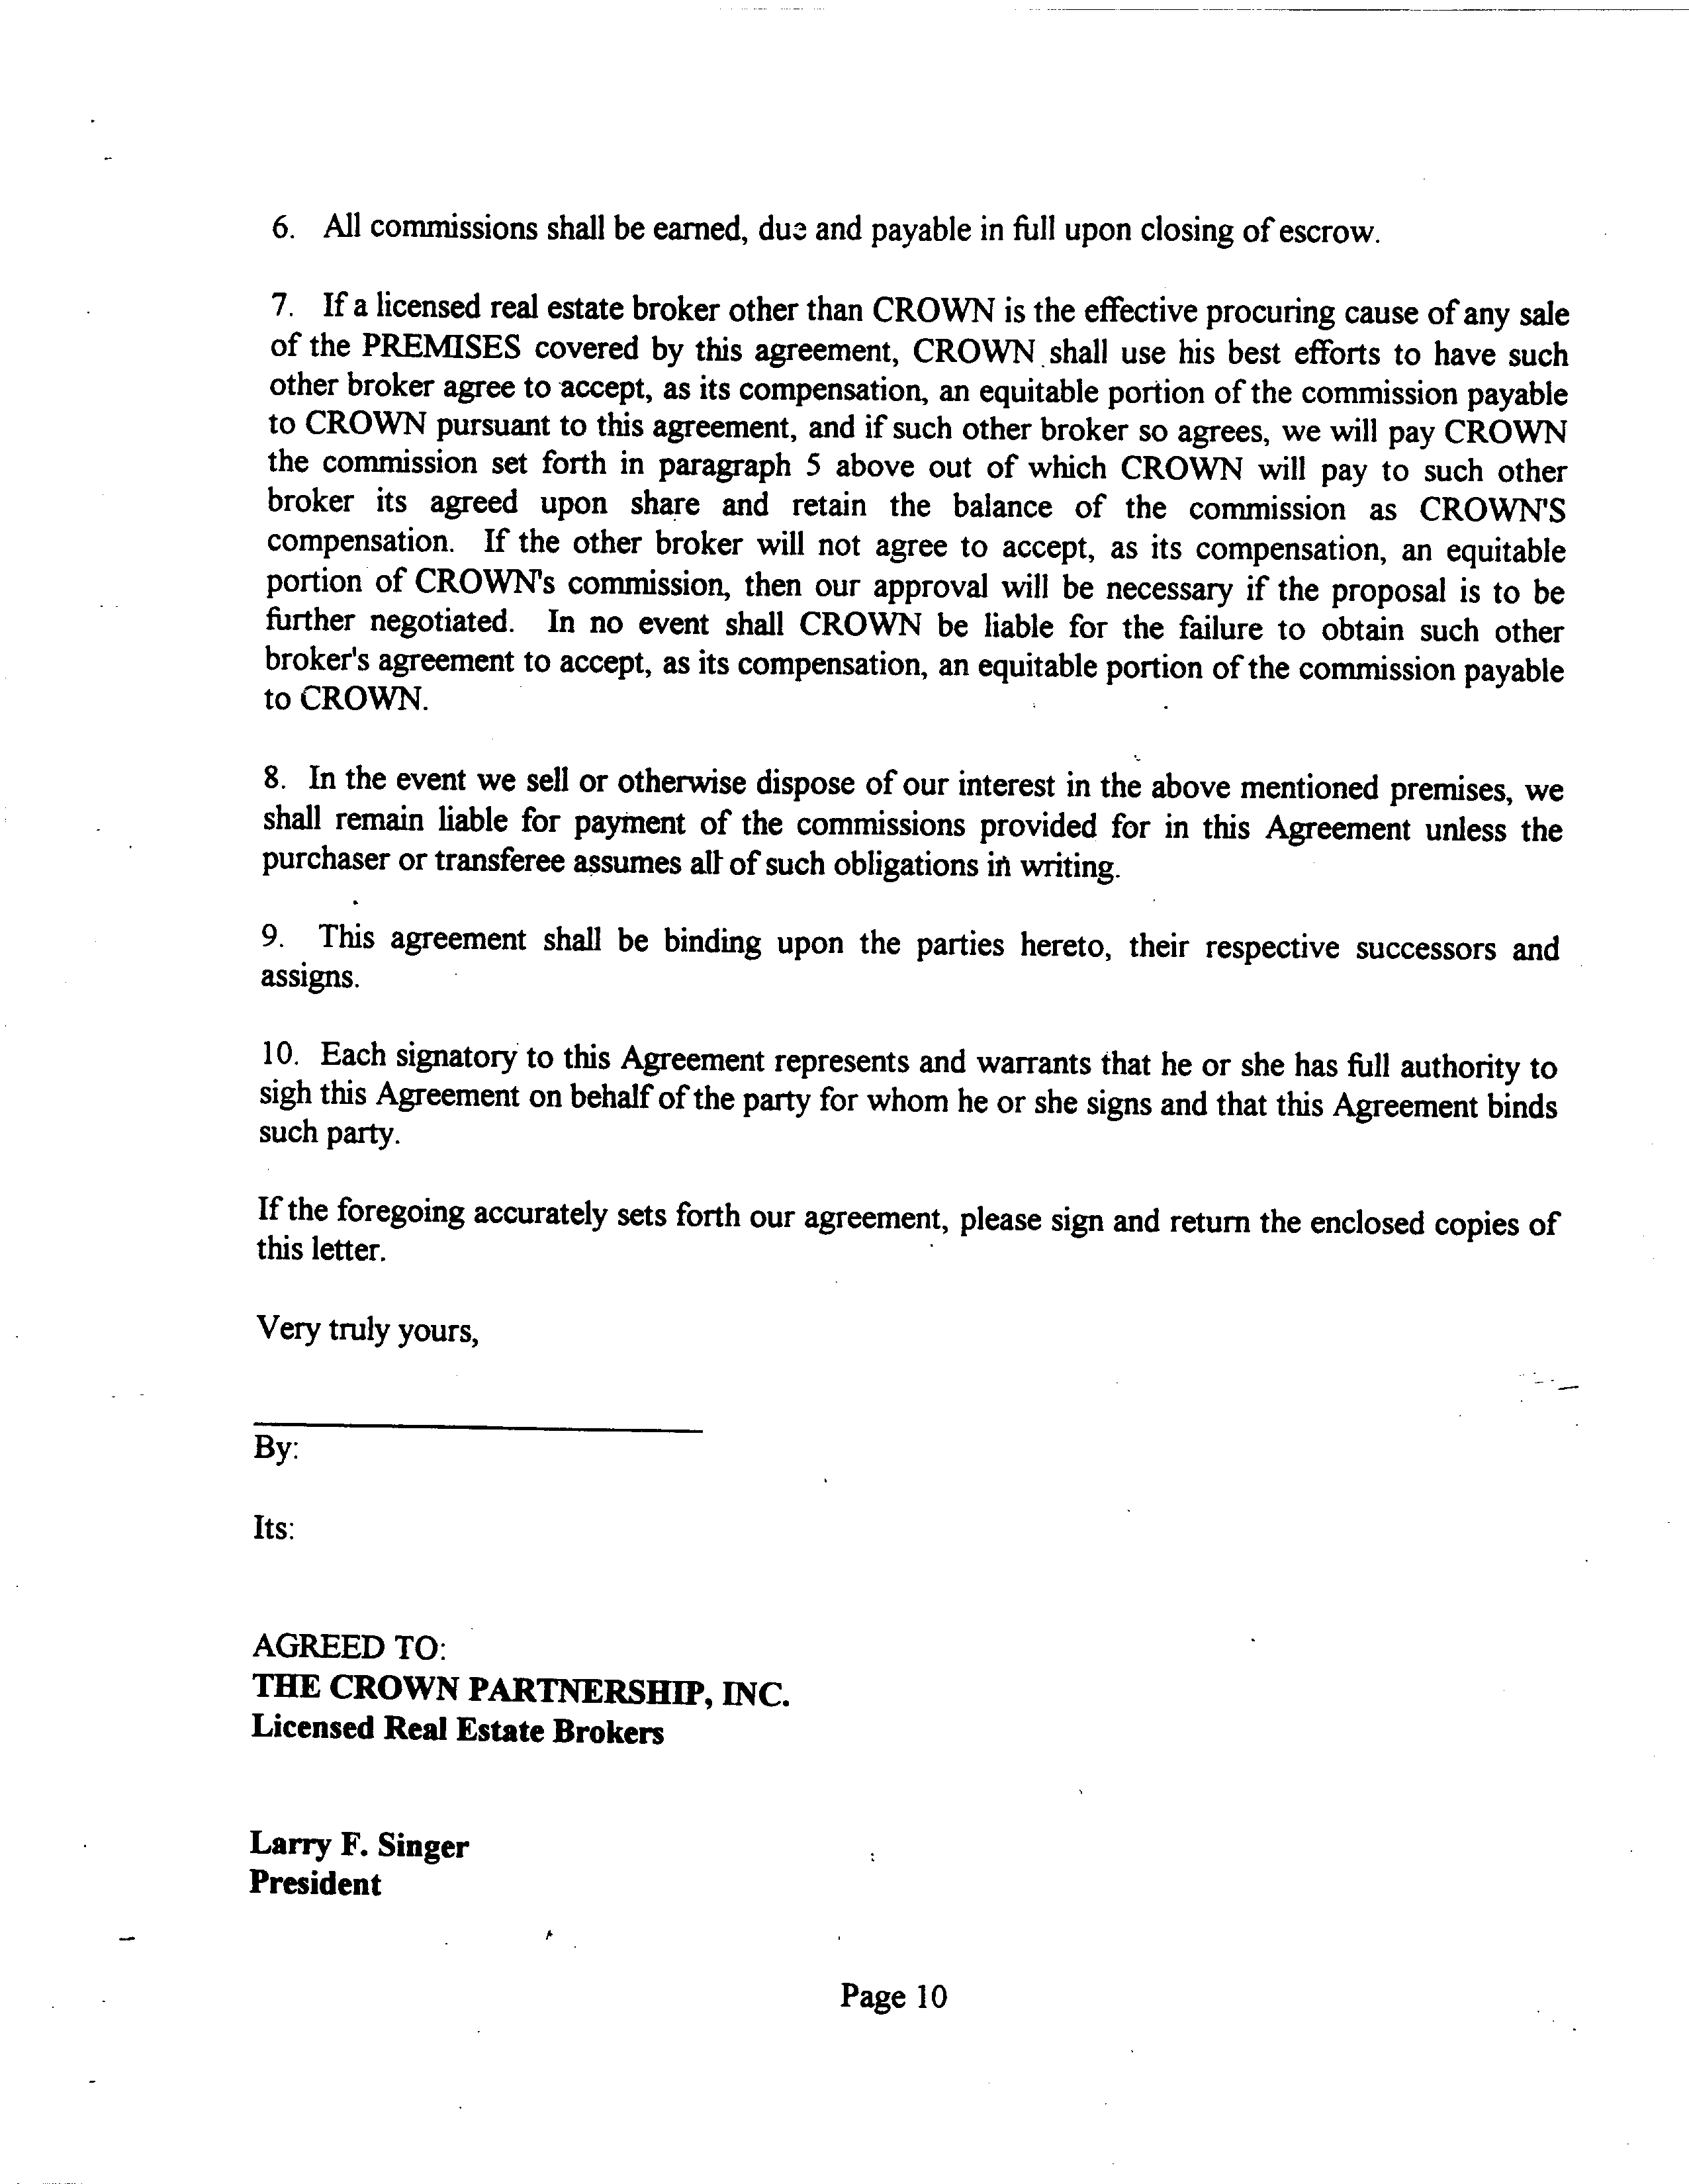 6. All commissions shall be earned, due and payable in full upon closing of escrow.
7. If a licensed real estate broker other than CROWN is the effective procuring cause of any sale
of the PREMISES covered by this agreement, CROWN shall use his best efforts to have such
other broker agree to accept, as its compensation, an equitable portion of the commission payable
to CROWN pursuant to this agreement, and if such other broker so agrees, we will pay CROWN
the commission set forth in paragraph 5 above out of which CROWN will pay to such other
broker its agreed upon share and retain the balance of the commission as CROWN'S
compensation. If the other broker will not agree to accept, as its compensation, an equitable
portion of CROWN's commission, then our approval will be necessary if the proposal is to be
further negotiated. In no event shall CROWN be liable for the failure to obtain such other
broker's agreement to accept, as its compensation, an equitable portion of the commission payable
to CROWN.
8. In the event we sell or otherwise dispose of our interest in the above mentioned premises, we
shall remain liable for payment of the commissions provided for in this Agreement unless the
purchaser or transferee assumes all of such obligations in writing.
9. This agreement shall be binding upon the parties hereto, their respective successors and
assigns.
10. Each signatory to this Agreement represents and warrants that he or she has full authority to
sigh this Agreement on behalf of the party for whom he or she signs and that this Agreement binds
such party.
If the foregoing accurately sets forth our agreement, please sign and return the enclosed copies of
this letter.
Very truly yours,
By:
Its:
AGREED TO:
THE CROWN PARTNERSHIP, INC.
Licensed Real Estate Brokers
Larry F. Singer
President
Page 10